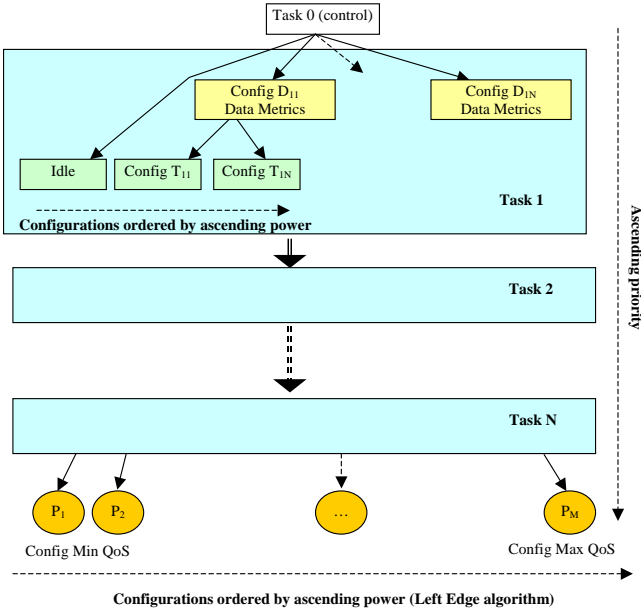 Task 0 (control)
Config D₁₁
Data Metrics
Config D₁N
Data Metrics
Idle
Config T₁₁
Config T₁N
Task 1
Configurations ordered by ascending power
Task 2
Ascending priority
Task N
P₁
P₂
…
P_M
Config Min QoS
Config Max QoS
Configurations ordered by ascending power (Left Edge algorithm)